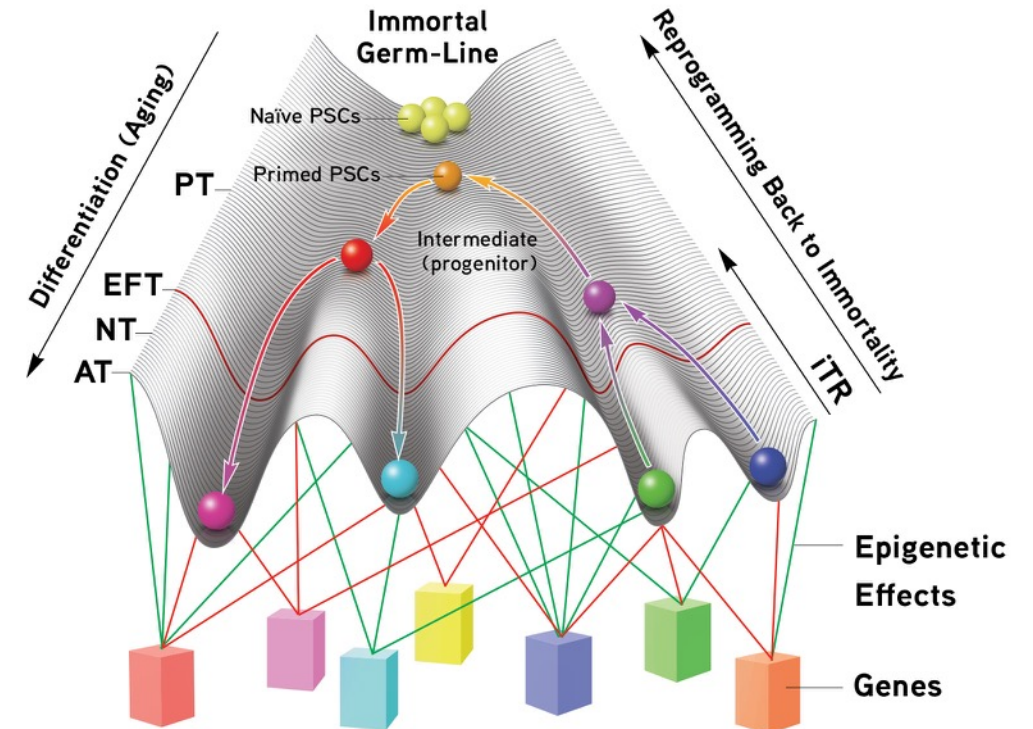 Immortal
Germ-Line
Naïve PSCs
Primed PSCs
PT
Intermediate
(progenitor)
EFT
NT
AT
Differentiation (Aging)
Reprogramming Back to Immortality
iTR
Epigenetic
Effects
Genes